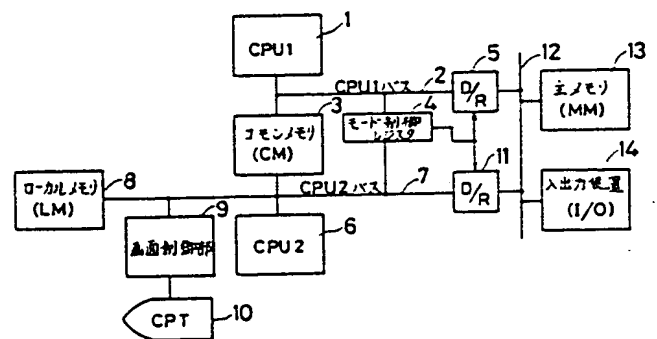 1
CPU1
5
12
13
CPU1バス
2
D/R
主メモリ
(MM)
3
4
コモンメモリ
(CM)
モード制御
レジスタ
11
14
ローカルメモリ
(LM)
8
CPU2バス
7
D/R
入出力装置
(I/O)
9
画面制御部
CPU2
6
CPT
10